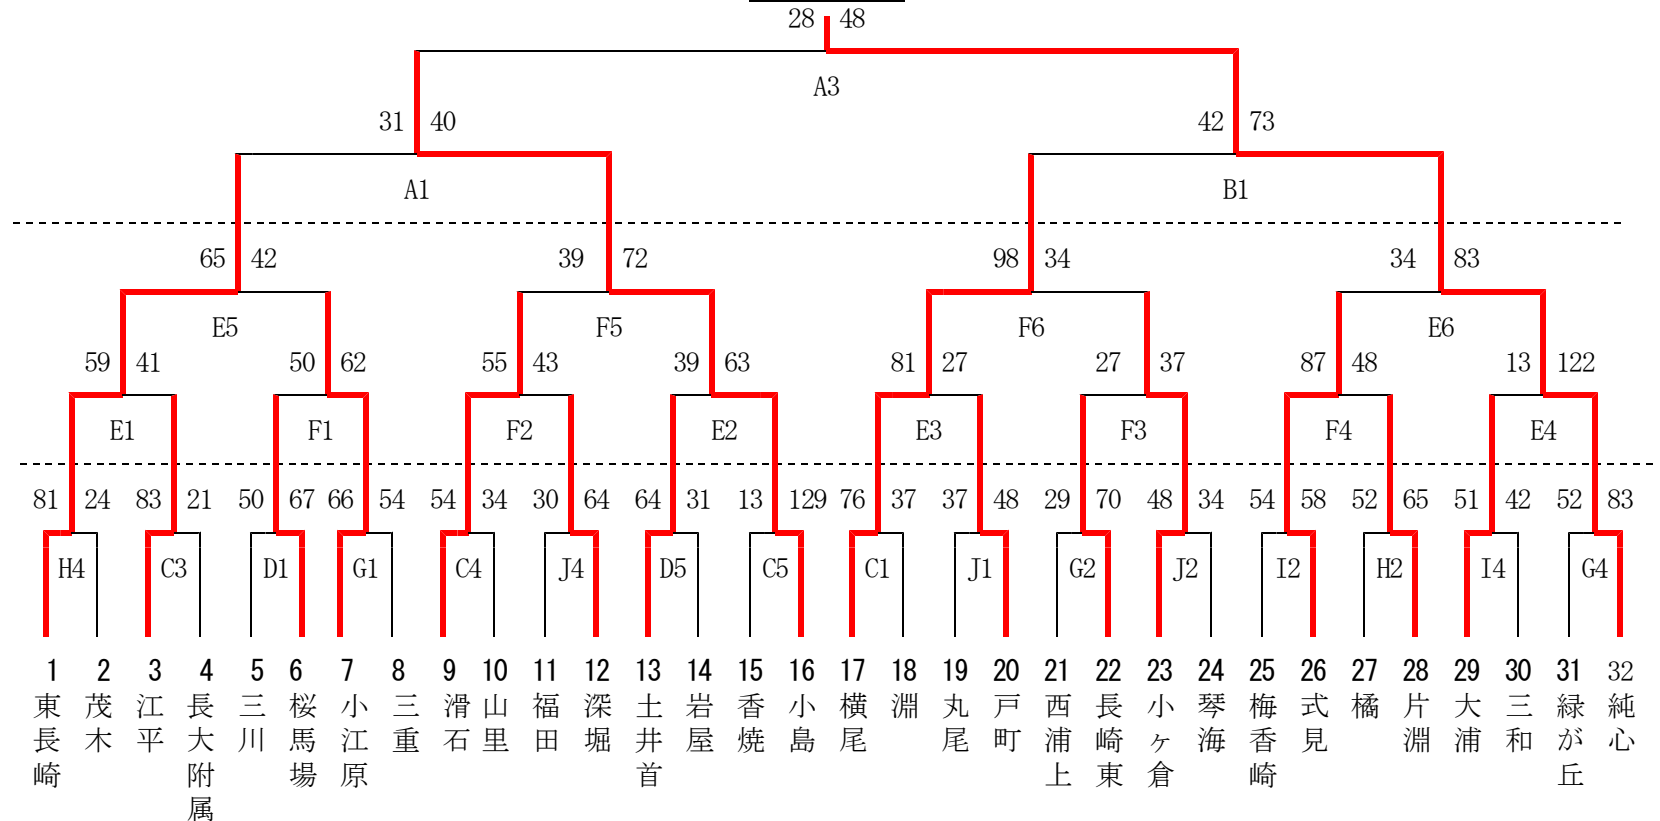 28 48
A3
31 40 42 73
A1 B1
65 42 39 72 98 34 34 83
E5 F5 F6 E6
59 41 50 62 55 43 39 63 81 27 27 37 87 48 13 122
E1 F1 F2 E2 E3 F3 F4 E4
81 24 83 21 50 67 66 54 54 34 30 64 64 31 13 129 76 37 37 48 29 70 48 34 54 58 52 65 51 42 52 83
H4 C3 D1 G1 C4 J4 D5 C5 C1 J1 G2 J2 I2 H2 I4 G4
1 2 3 4 5 6 7 8 9 10 11 12 13 14 15 16 17 18 19 20 21 22 23 24 25 26 27 28 29 30 31 32
東長崎
茂木
江平
長大附属
三川
桜馬場
小江原
三重
滑石
山里
福田
深堀
土井首
岩屋
香焼
小島
横尾
淵
丸尾
戸町
西浦上
長崎東
小ヶ倉
琴海
梅香崎
式見
橘
片淵
大浦
三和
緑が丘
純心